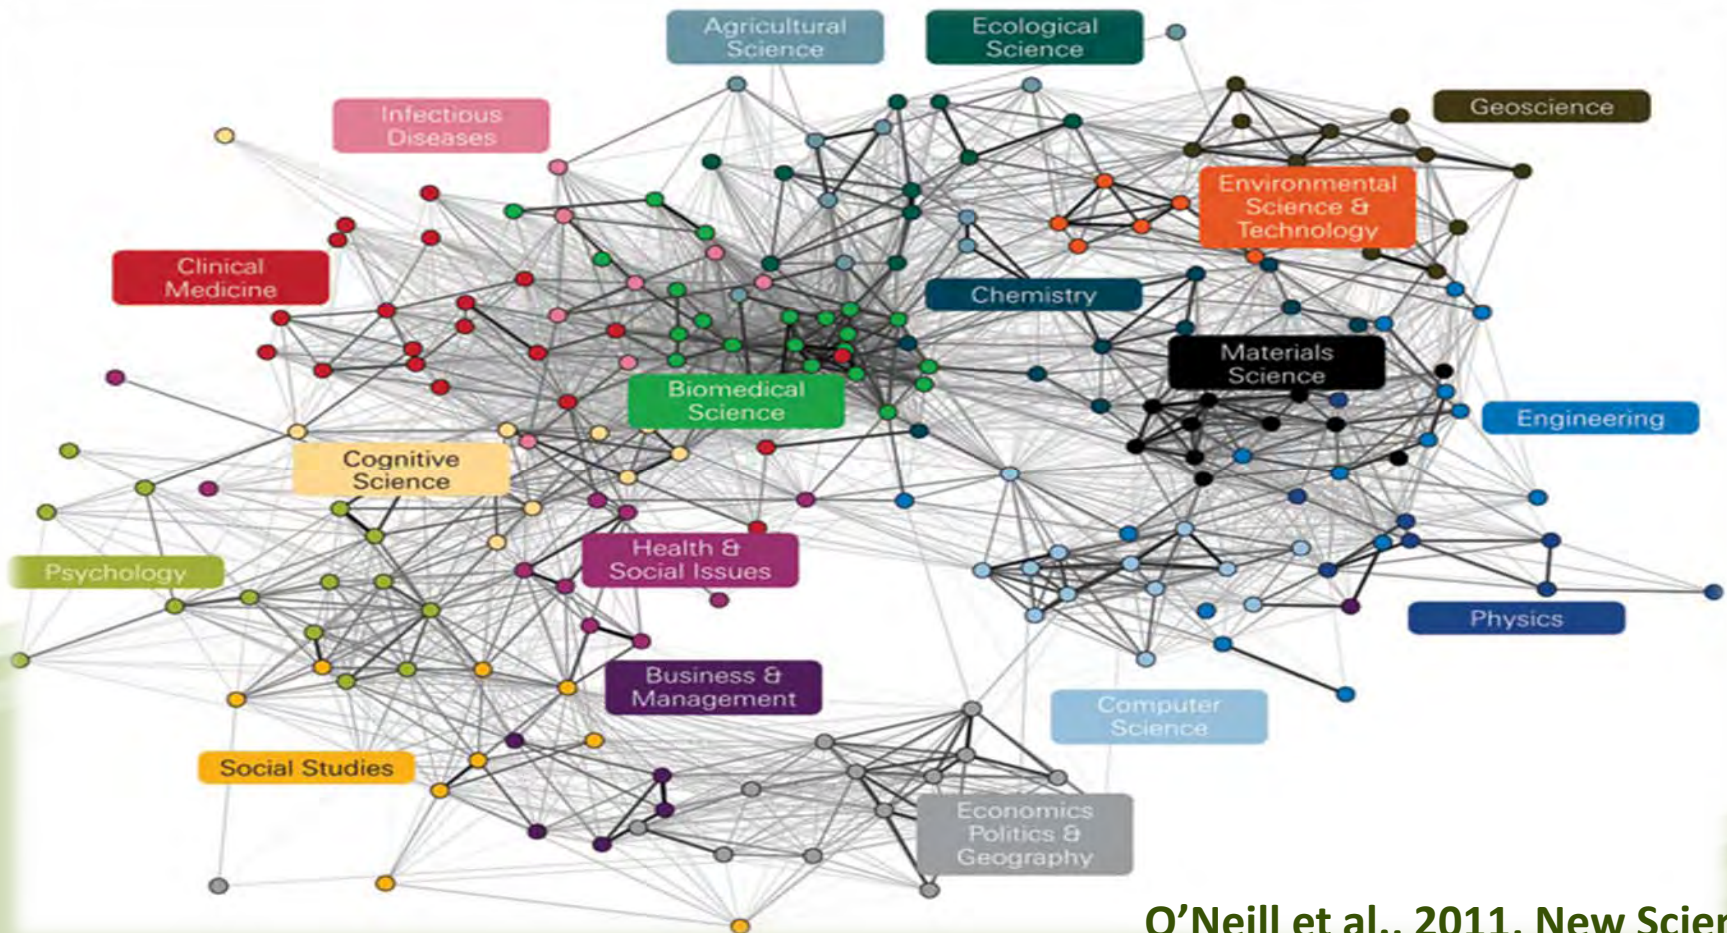 Agricultural
Science
Ecological
Science
Infectious
Diseases
Geoscience
Environmental
Science &
Technology
Clinical
Medicine
Chemistry
Materials
Science
Biomedical
Science
Engineering
Cognitive
Science
Health &
Social Issues
Psychology
Physics
Business &
Management
Computer
Science
Social Studies
Economics
Politics &
Geography
O'Neill et al., 2011, New